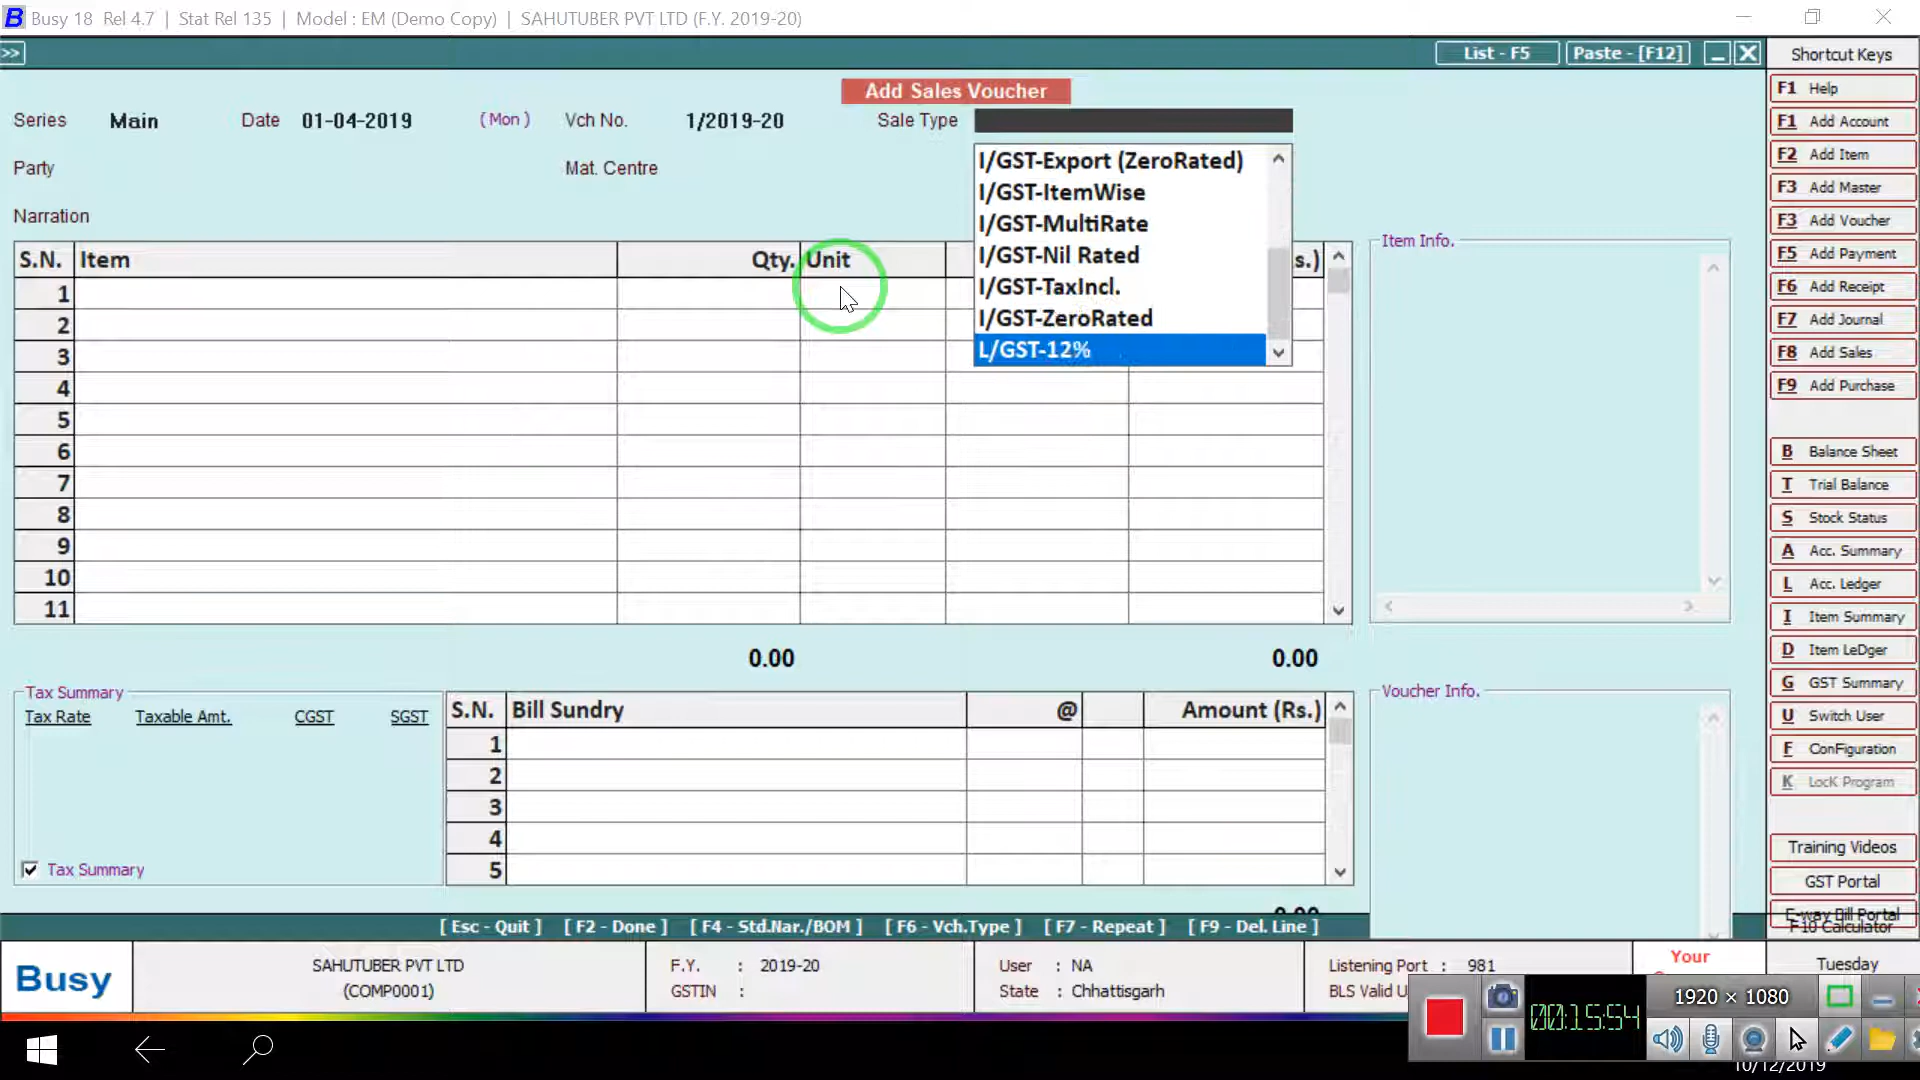 B Busy 18 Rel 4.7 | Stat Rel 135 | Model : EM (Demo Copy) | SAHUTUBER PVT LTD (F.Y. 2019-20)
>> List - F5 Paste - [F12] Shortcut Keys
Add Sales Voucher
Series Main Date 01-04-2019 (Mon) Vch No. 1/2019-20 Sale Type
Party Mat. Centre
Narration
I/GST-Export (ZeroRated)
I/GST-ItemWise
I/GST-MultiRate
I/GST-Nil Rated
I/GST-TaxIncl.
I/GST-ZeroRated
L/GST-12%
S.N. Item Qty. Unit s.)
1
2
3
4
5
6
7
8
9
10
11
0.00 0.00
Item Info.
Tax Summary
Tax Rate Taxable Amt. CGST SGST
Tax Summary
S.N. Bill Sundry @ Amount (Rs.)
1
2
3
4
5
Voucher Info.
[ Esc - Quit ] [ F2 - Done ] [ F4 - Std.Nar./BOM ] [ F6 - Vch.Type ] [ F7 - Repeat ] [ F9 - Del. Line ]
F1 Help
F1 Add Account
F2 Add Item
F3 Add Master
F3 Add Voucher
F5 Add Payment
F6 Add Receipt
F7 Add Journal
F8 Add Sales
F9 Add Purchase
B Balance Sheet
T Trial Balance
S Stock Status
A Acc. Summary
L Acc. Ledger
I Item Summary
D Item LeDger
G GST Summary
U Switch User
F ConFiguration
K LocK Program
Training Videos
GST Portal
E-way Bill Portal
F10 Calculator
Busy
SAHUTUBER PVT LTD
(COMP0001)
F.Y. : 2019-20
GSTIN :
User : NA
State : Chhattisgarh
Listening Port : 981
BLS Valid U
Your
Tuesday
00:15:54
1920 × 1080
10/12/2019